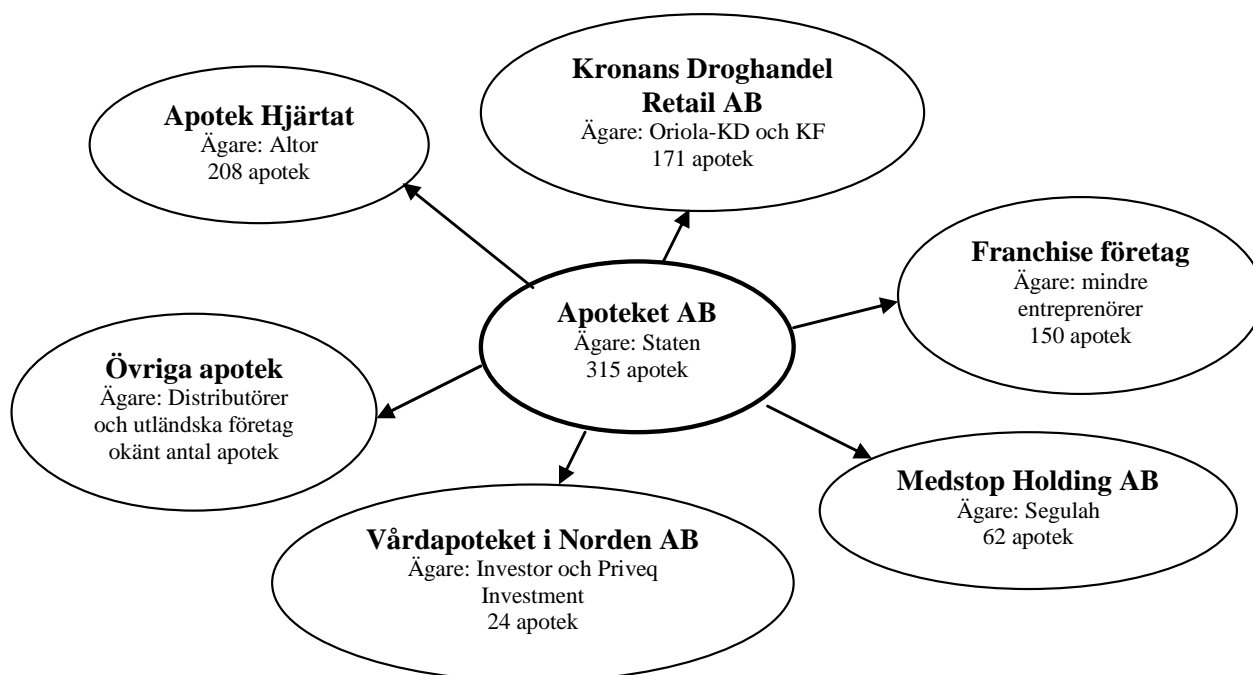 Kronans Droghandel
Retail AB
Ägare: Oriola-KD och KF
171 apotek
Apotek Hjärtat
Ägare: Altor
208 apotek
Franchise företag
Ägare: mindre
entreprenörer
150 apotek
Apoteket AB
Ägare: Staten
315 apotek
Övriga apotek
Ägare: Distributörer
och utländska företag
okänt antal apotek
Medstop Holding AB
Ägare: Segulah
62 apotek
Vårdapoteket i Norden AB
Ägare: Investor och Priveq
Investment
24 apotek